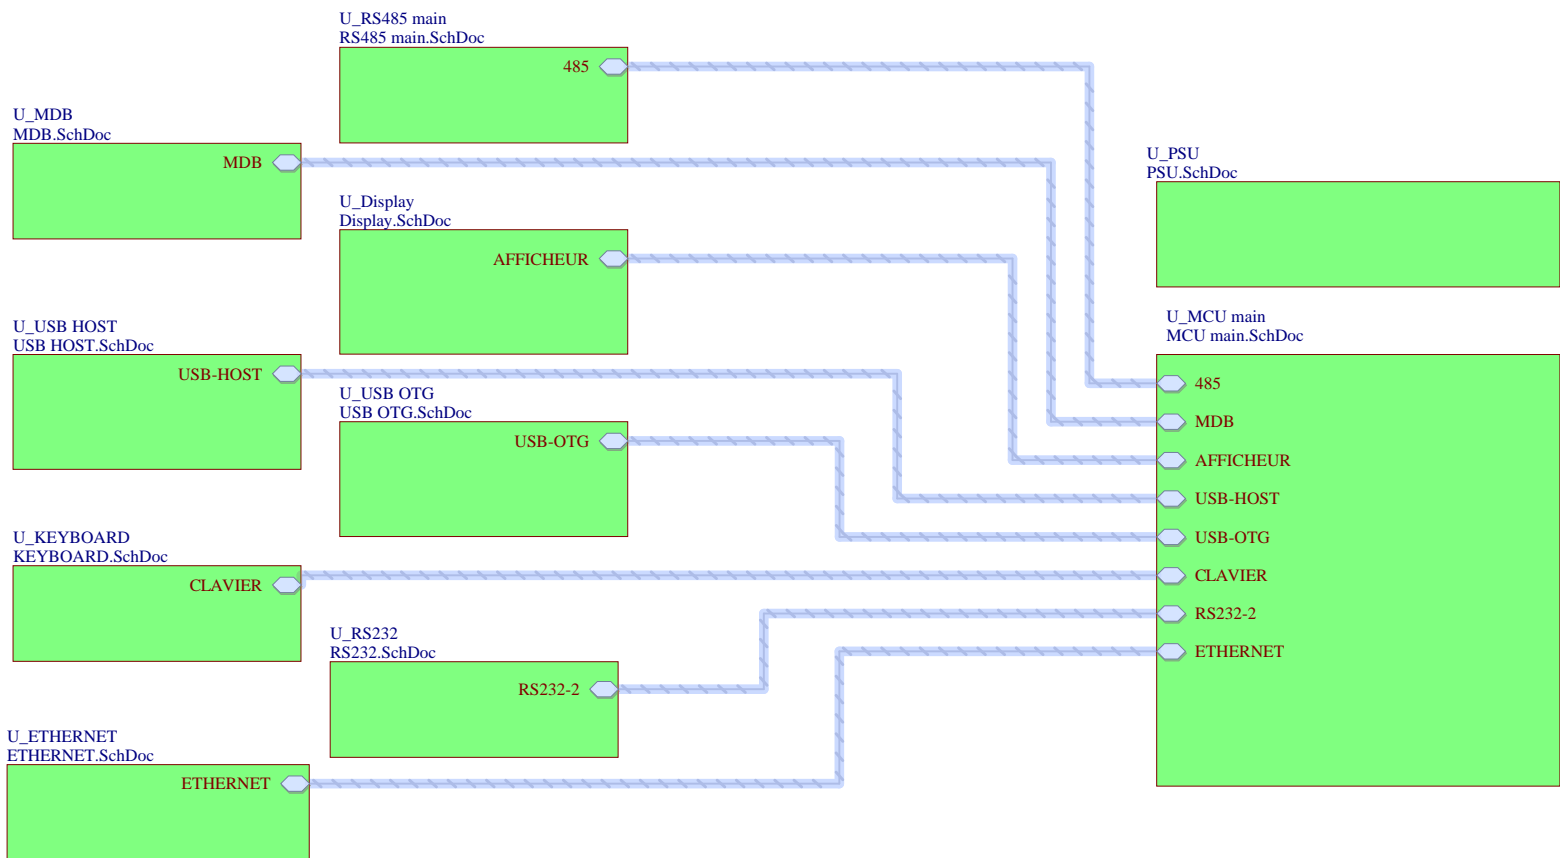 U_RS485 main
RS485 main.SchDoc
485
U_MDB
MDB.SchDoc
MDB
U_PSU
PSU.SchDoc
U_Display
Display.SchDoc
AFFICHEUR
U_MCU main
MCU main.SchDoc
485
MDB
AFFICHEUR
USB-HOST
USB-OTG
CLAVIER
RS232-2
ETHERNET
U_USB HOST
USB HOST.SchDoc
USB-HOST
U_USB OTG
USB OTG.SchDoc
USB-OTG
U_KEYBOARD
KEYBOARD.SchDoc
CLAVIER
U_RS232
RS232.SchDoc
RS232-2
U_ETHERNET
ETHERNET.SchDoc
ETHERNET